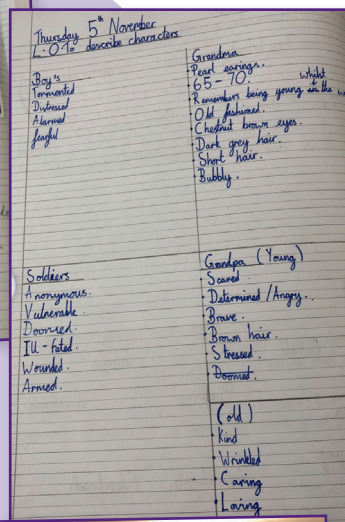 Thursday 5th November
L.O To describe characters
Boy's
Tormented
Distressed
Alarmed
fearful
Grandma
Pearl earings.
65 - 70.
whilst
Remembers being young in the
Old fashioned.
Chestnut brown eyes.
Dark grey hair.
Short hair.
Bubbly.
Soldiers
Anonymous.
Vulnerable.
Doomed.
Ill - fated.
Wounded.
Armed.
Grandpa (Young)
Scared.
Determined / Angry.
Brave.
Brown hair.
Stressed.
Doomed.
(old)
Kind
Wrinkled
Caring
Loving